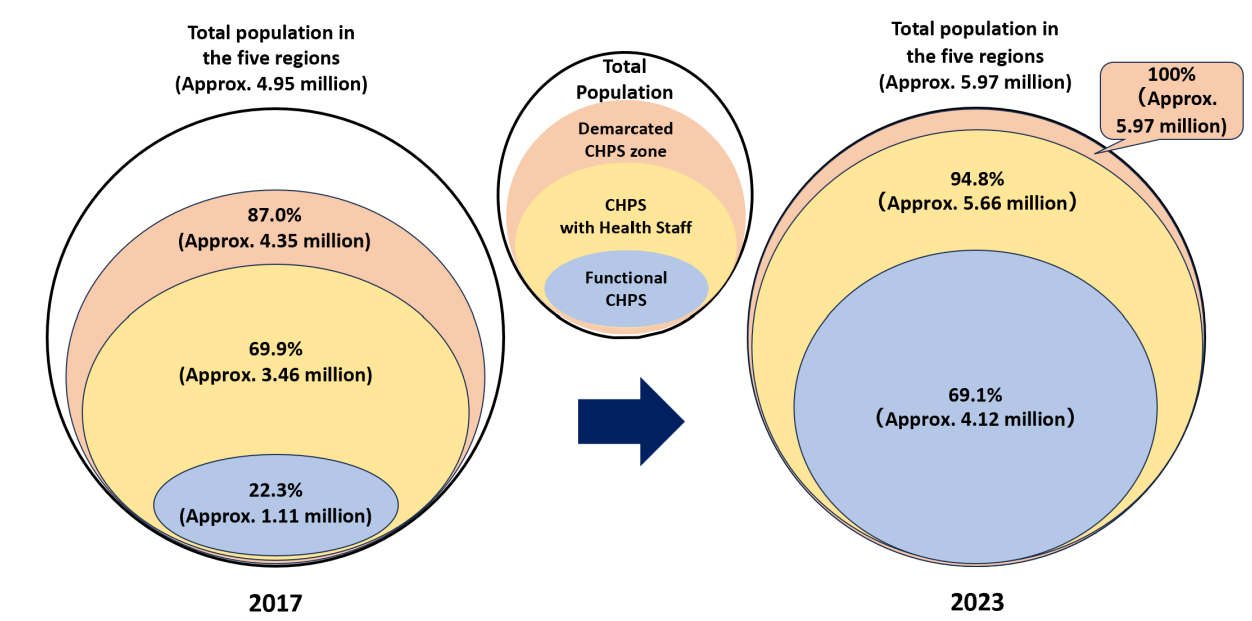 Total population in
the five regions
(Approx. 4.95 million)
87.0%
(Approx. 4.35 million)
69.9%
(Approx. 3.46 million)
22.3%
(Approx. 1.11 million)
2017
Total
Population
Demarcated
CHPS zone
CHPS
with Health Staff
Functional
CHPS
Total population in
the five regions
(Approx. 5.97 million)
100%
（Approx.
5.97 million)
94.8%
（Approx. 5.66 million）
69.1%
（Approx. 4.12 million）
2023